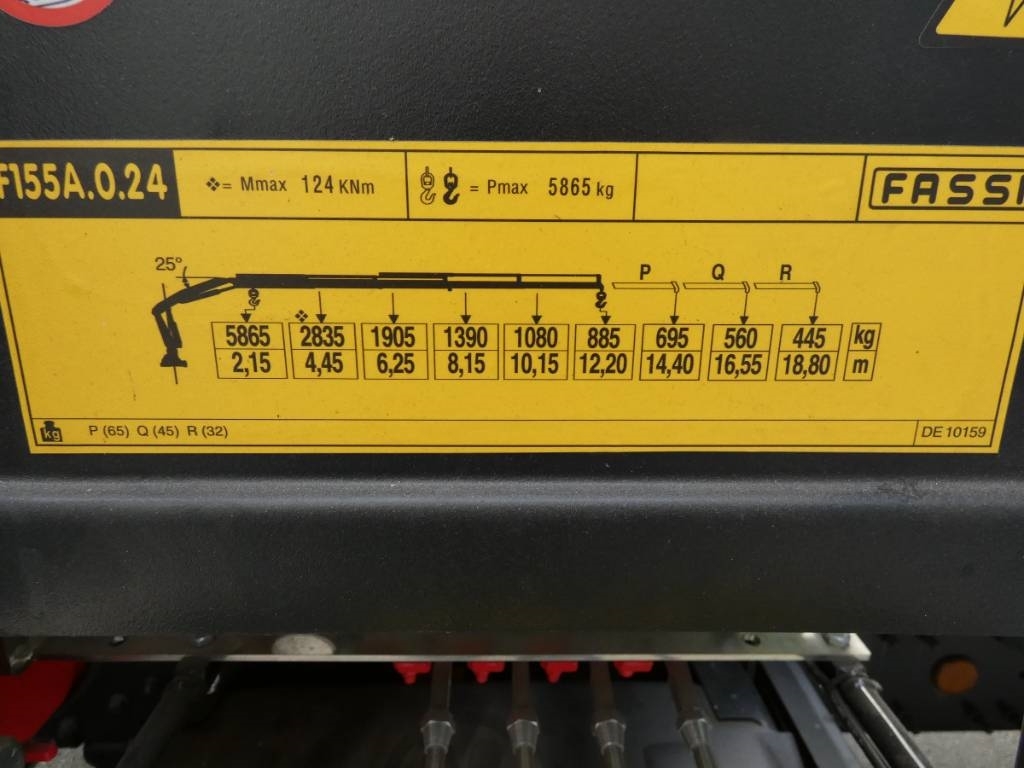 F155A.0.24
❖= Mmax 124 KNm
= Pmax 5865 kg
FASSI
25°
P Q R
❖
5865 2835 1905 1390 1080 885 695 560 445 kg
2,15 4,45 6,25 8,15 10,15 12,20 14,40 16,55 18,80 m
kg P (65) Q (45) R (32)
DE 10159